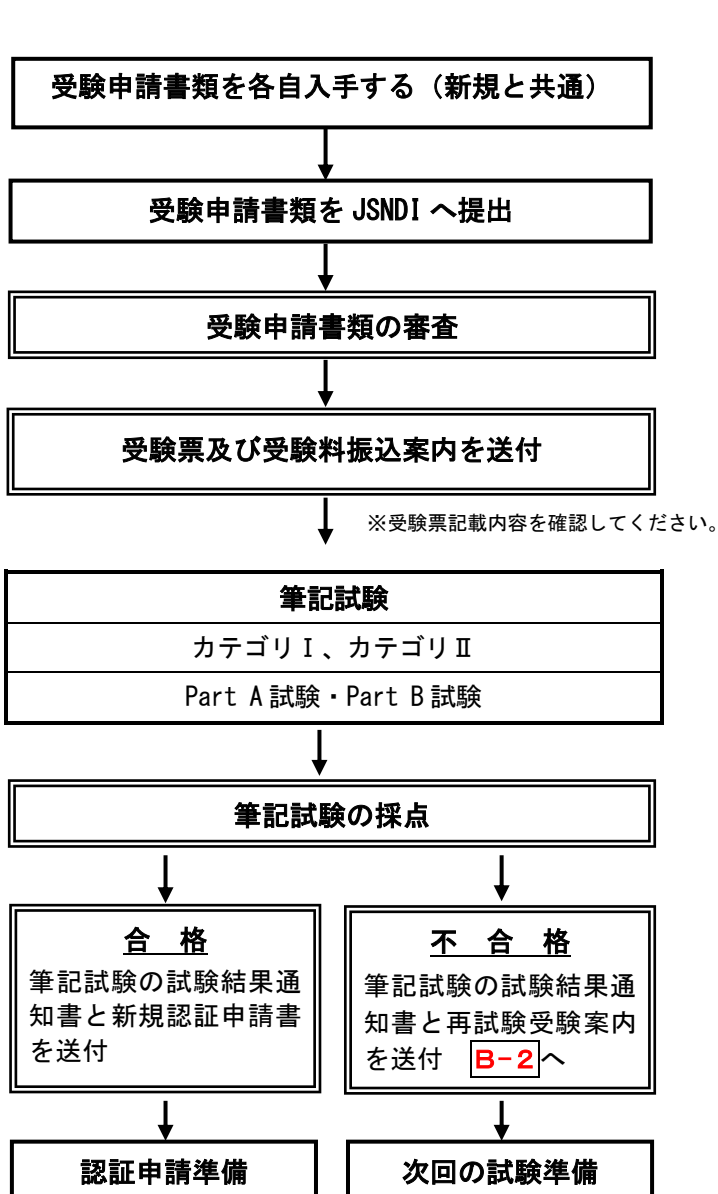 受験申請書類を各自入手する（新規と共通）
受験申請書類を JSNDI へ提出
受験申請書類の審査
受験票及び受験料振込案内を送付
※受験票記載内容を確認してください。
筆記試験
カテゴリⅠ、カテゴリⅡ
Part A 試験・Part B 試験
筆記試験の採点
合　格
筆記試験の試験結果通
知書と新規認証申請書
を送付
不　合　格
筆記試験の試験結果通
知書と再試験受験案内
を送付　B-2へ
認証申請準備
次回の試験準備